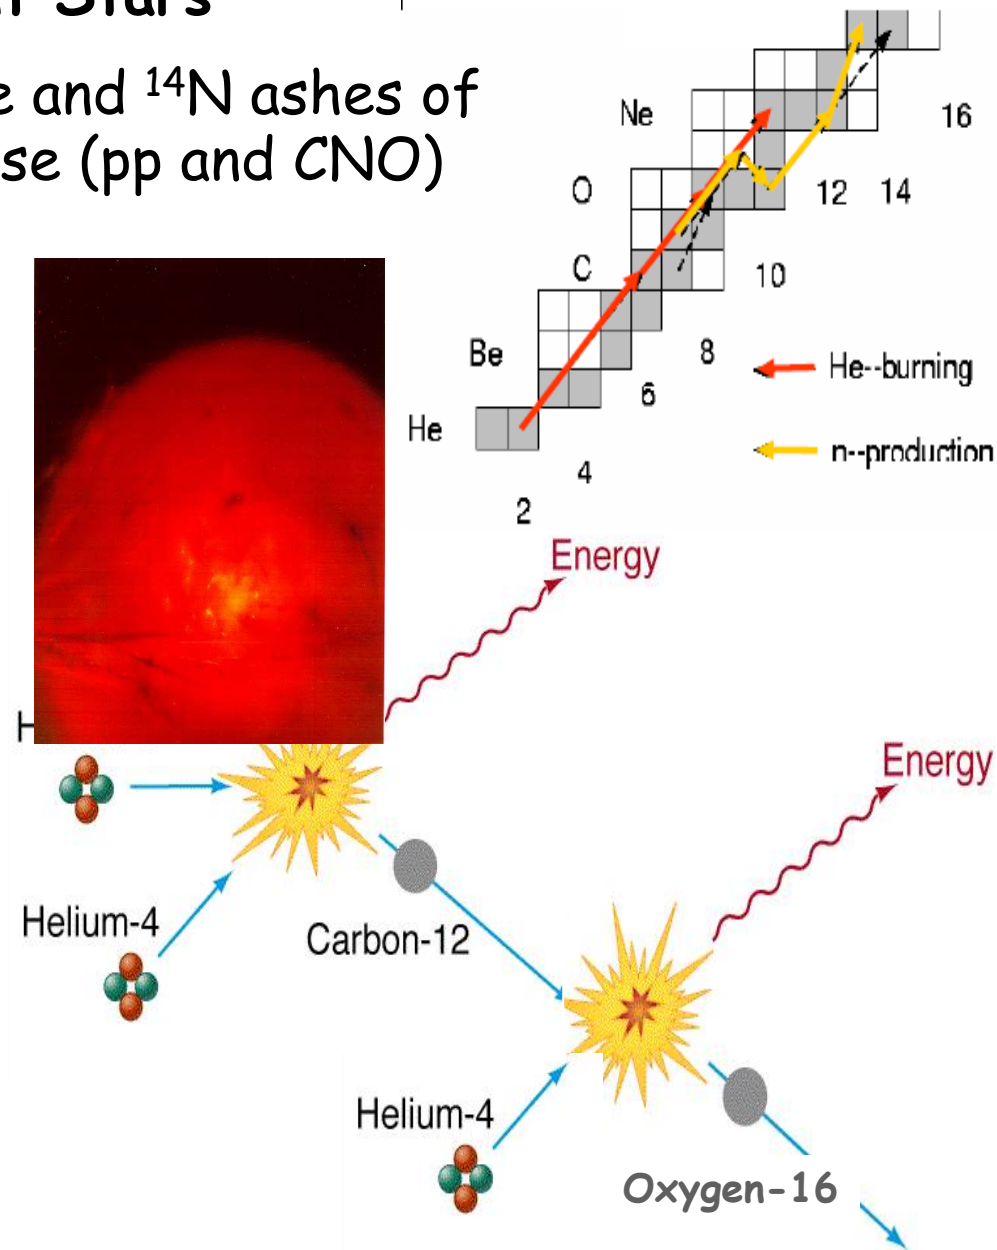 Stars
e and ¹⁴N ashes of
se (pp and CNO)
Ne
16
O
12
14
C
10
Be
8
He--burning
6
He
n--production
4
2
Energy
H
Energy
Helium-4
Carbon-12
Helium-4
Oxygen-16